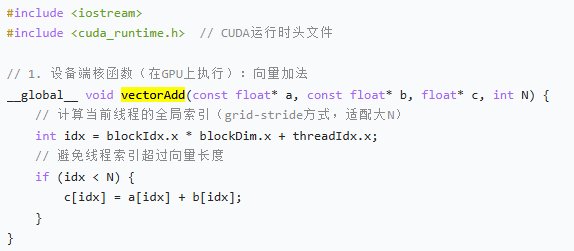 #include <iostream>
#include <cuda_runtime.h>  // CUDA运行时头文件

// 1. 设备端核函数（在GPU上执行）：向量加法
__global__ void vectorAdd(const float* a, const float* b, float* c, int N) {
    // 计算当前线程的全局索引（grid-stride方式，适配大N）
    int idx = blockIdx.x * blockDim.x + threadIdx.x;
    // 避免线程索引超过向量长度
    if (idx < N) {
        c[idx] = a[idx] + b[idx];
    }
}